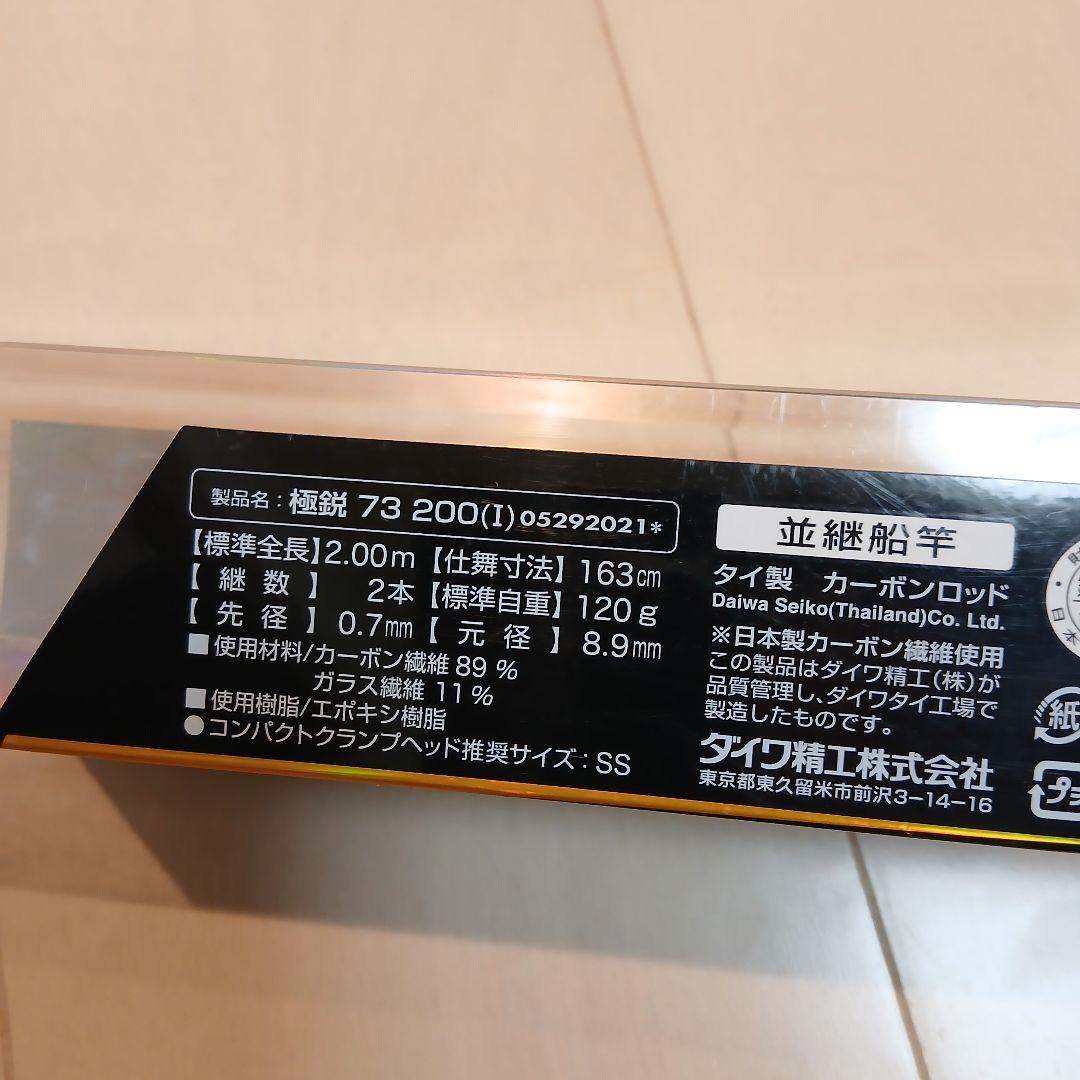 製品名：極鋭 73 200(I) 05292021*
【標準全長】2.00m 【仕舞寸法】163cm
【継数】 2本 【標準自重】120g
【先径】 0.7mm 【元径】 8.9mm
■使用材料/カーボン繊維 89 %
ガラス繊維 11 %
■使用樹脂/エポキシ樹脂
●コンパクトクランプヘッド推奨サイズ：SS
並継船竿
タイ製 カーボンロッド
Daiwa Seiko(Thailand)Co. Ltd.
※日本製カーボン繊維使用
この製品はダイワ精工(株)が
品質管理し、ダイワタイ工場で
製造したものです。
ダイワ精工株式会社
東京都東久留米市前沢3-14-16
日本
紙
プラ